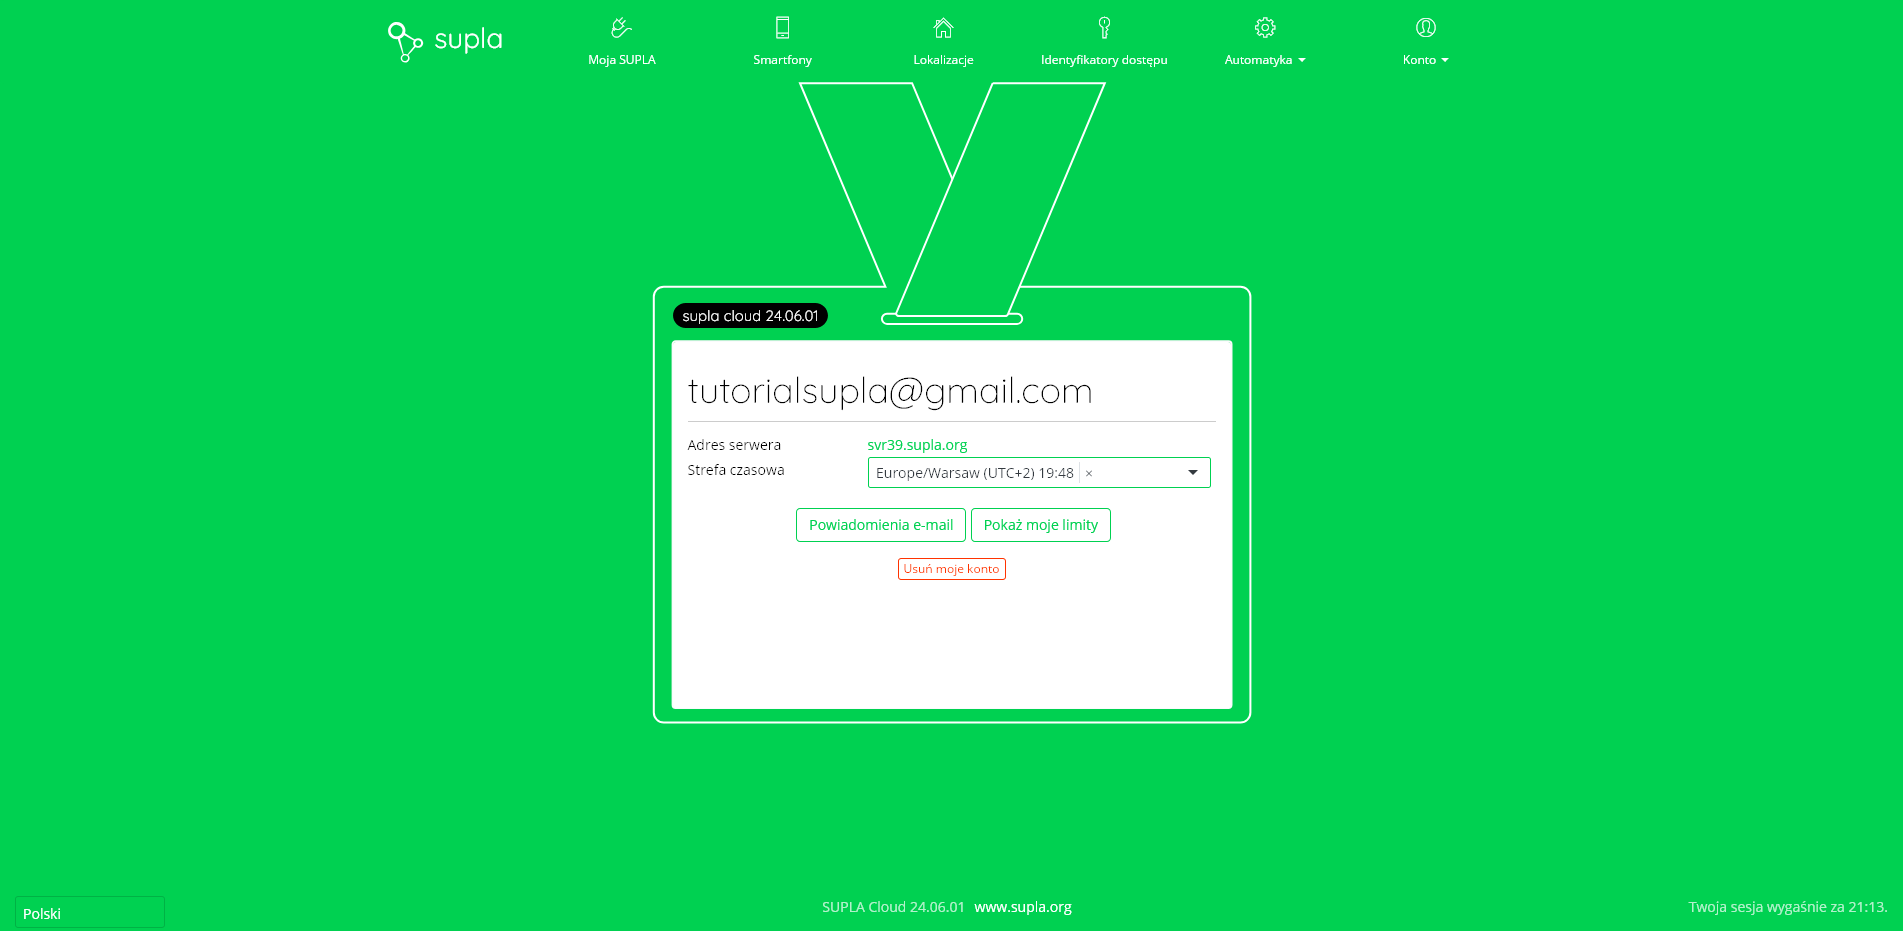 supla
Moja SUPLA
Smartfony
Lokalizacje
Identyfikatory dostępu
Automatyka
Konto
supla cloud 24.06.01
tutorialsupla@gmail.com
Adres serwera svr39.supla.org
Strefa czasowa Europe/Warsaw (UTC+2) 19:48 ×
Powiadomienia e-mail Pokaż moje limity
Usuń moje konto
Polski
SUPLA Cloud 24.06.01 www.supla.org
Twoja sesja wygaśnie za 21:13.